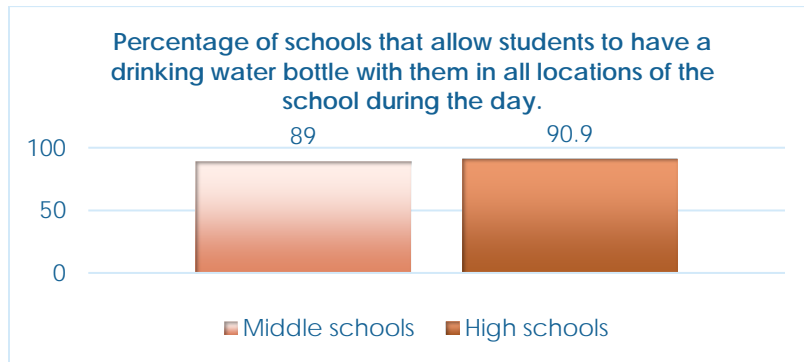 Percentage of schools that allow students to have a
drinking water bottle with them in all locations of the
school during the day.
89
90.9
100
50
0
Middle schools
High schools